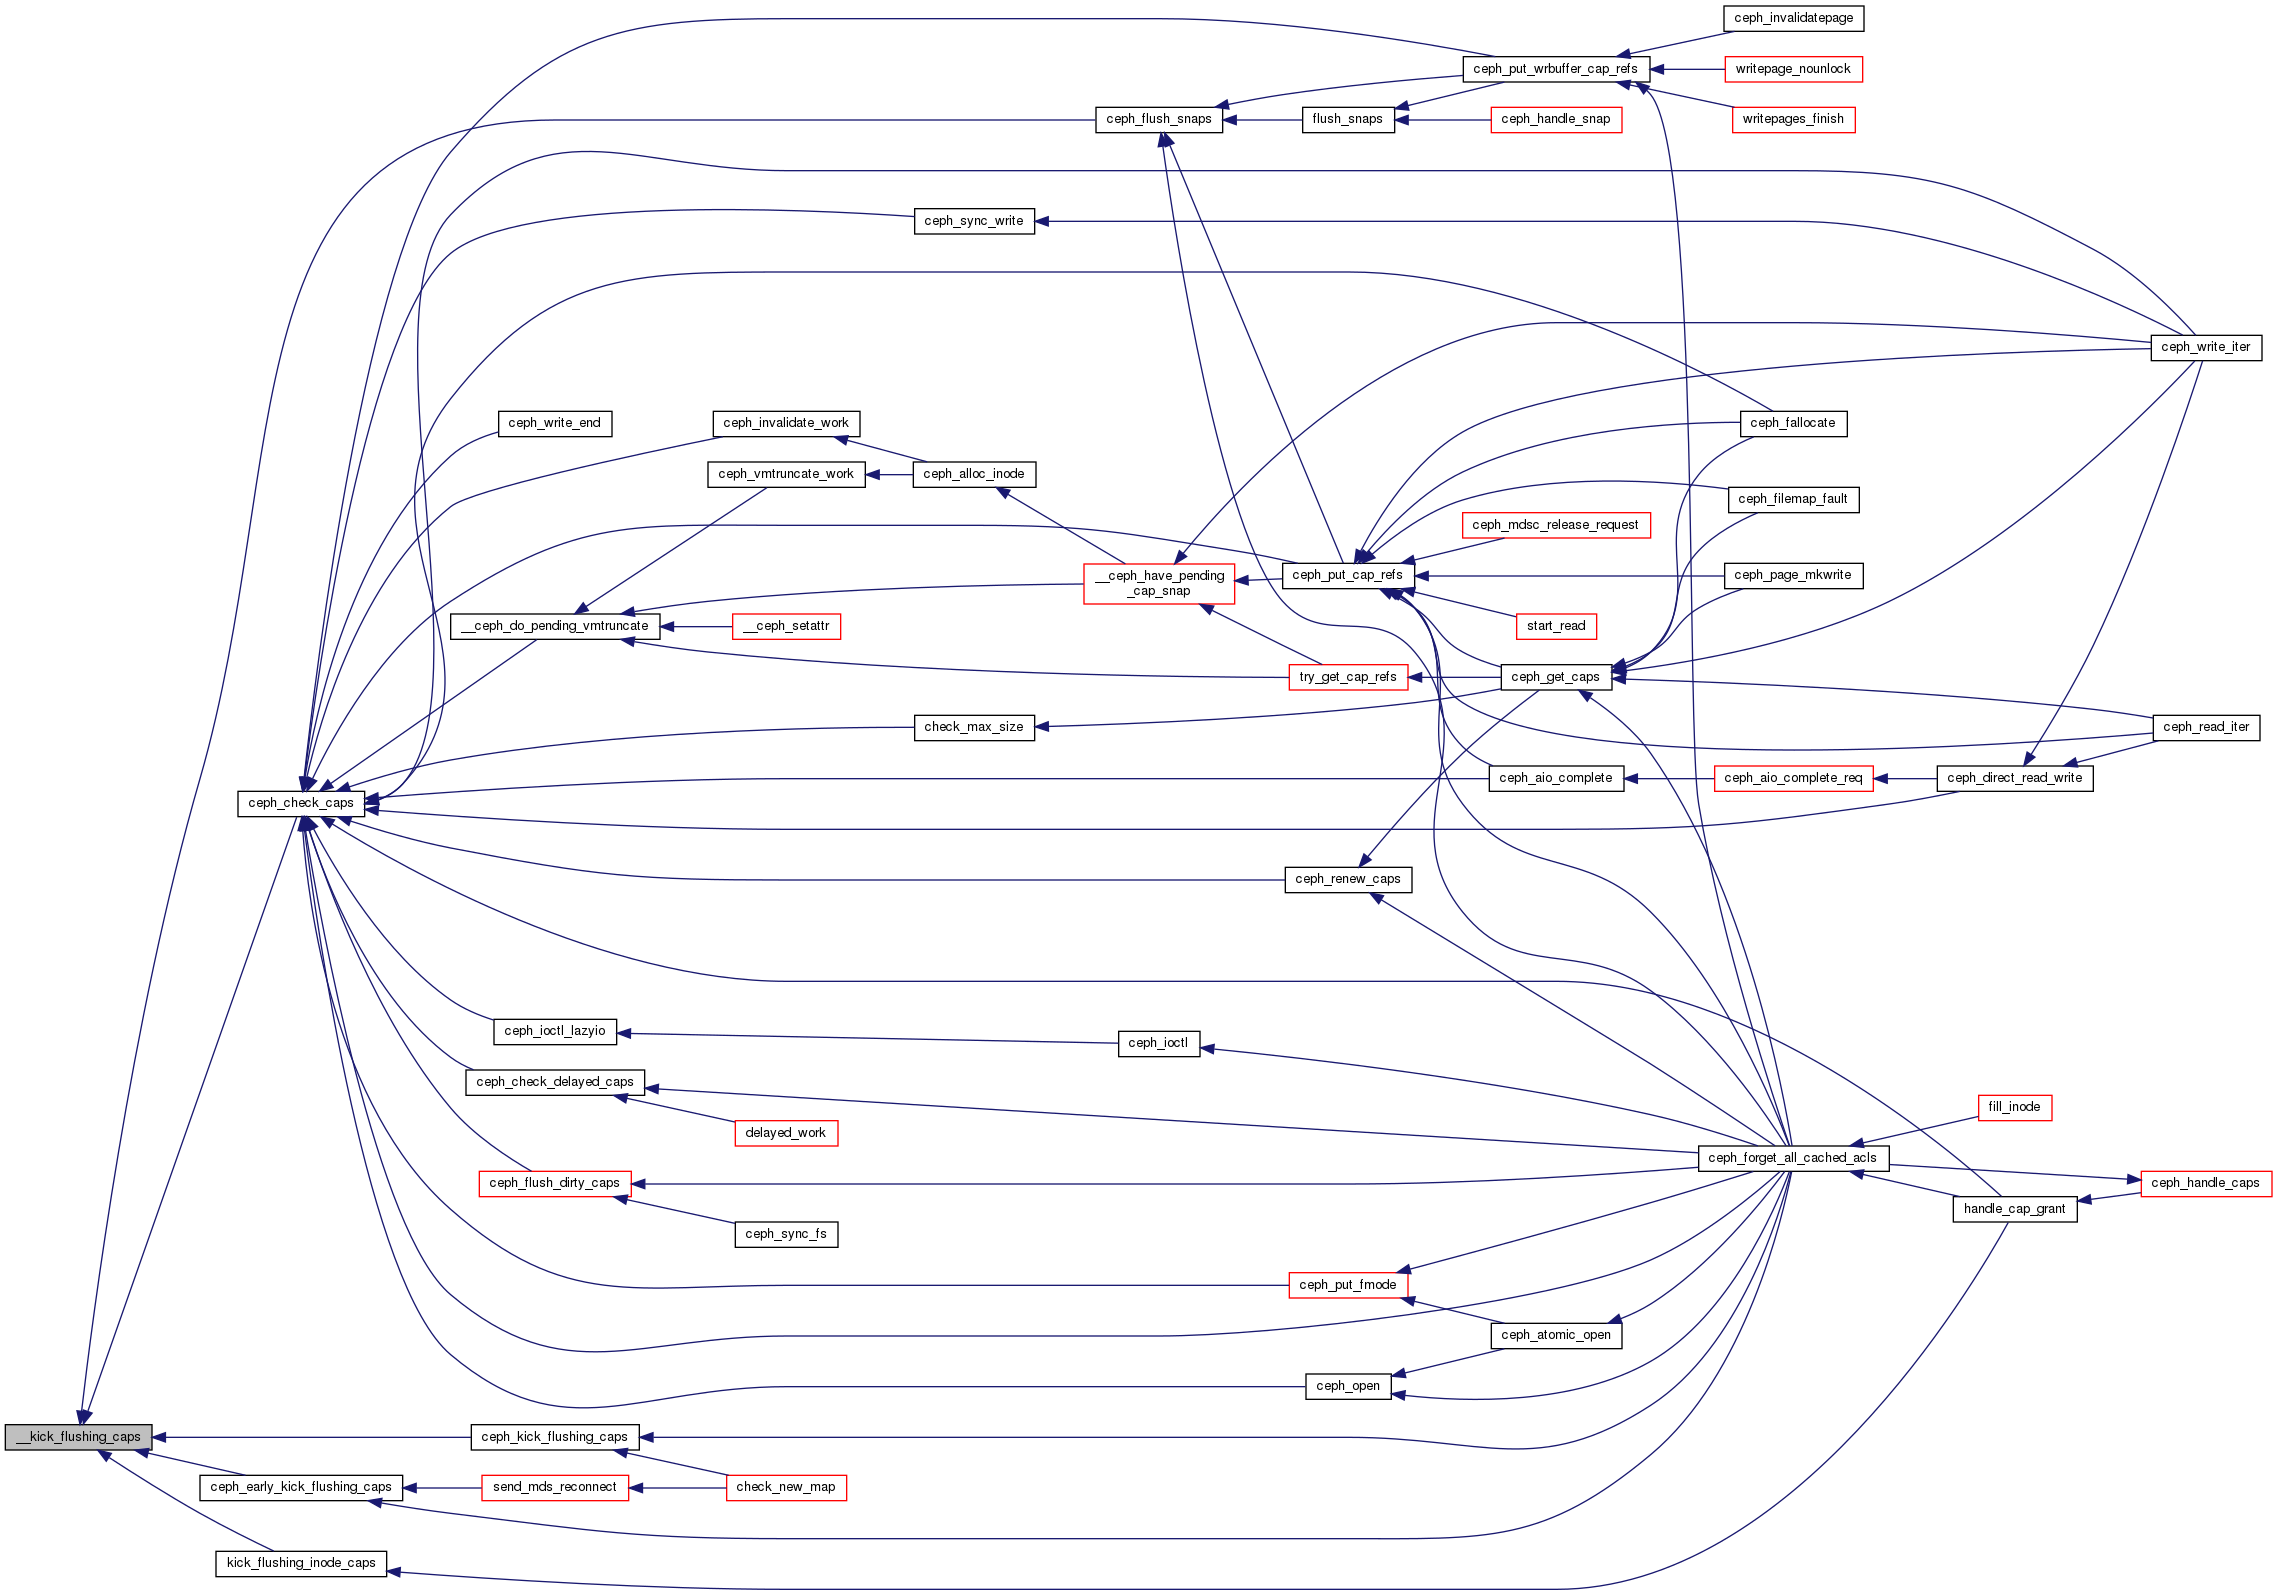 ceph_invalidatepage
ceph_put_wrbuffer_cap_refs
writepage_nounlock
ceph_flush_snaps
flush_snaps
ceph_handle_snap
writepages_finish
ceph_sync_write
ceph_write_iter
ceph_write_end
ceph_invalidate_work
ceph_fallocate
ceph_vmtruncate_work
ceph_alloc_inode
ceph_filemap_fault
ceph_mdsc_release_request
__ceph_have_pending
_cap_snap
ceph_put_cap_refs
ceph_page_mkwrite
__ceph_do_pending_vmtruncate
__ceph_setattr
start_read
try_get_cap_refs
ceph_get_caps
check_max_size
ceph_read_iter
ceph_aio_complete
ceph_aio_complete_req
ceph_direct_read_write
ceph_check_caps
ceph_renew_caps
ceph_ioctl_lazyio
ceph_ioctl
ceph_check_delayed_caps
fill_inode
delayed_work
ceph_forget_all_cached_acls
ceph_flush_dirty_caps
ceph_handle_caps
handle_cap_grant
ceph_sync_fs
ceph_put_fmode
ceph_atomic_open
ceph_open
__kick_flushing_caps
ceph_kick_flushing_caps
ceph_early_kick_flushing_caps
send_mds_reconnect
check_new_map
kick_flushing_inode_caps